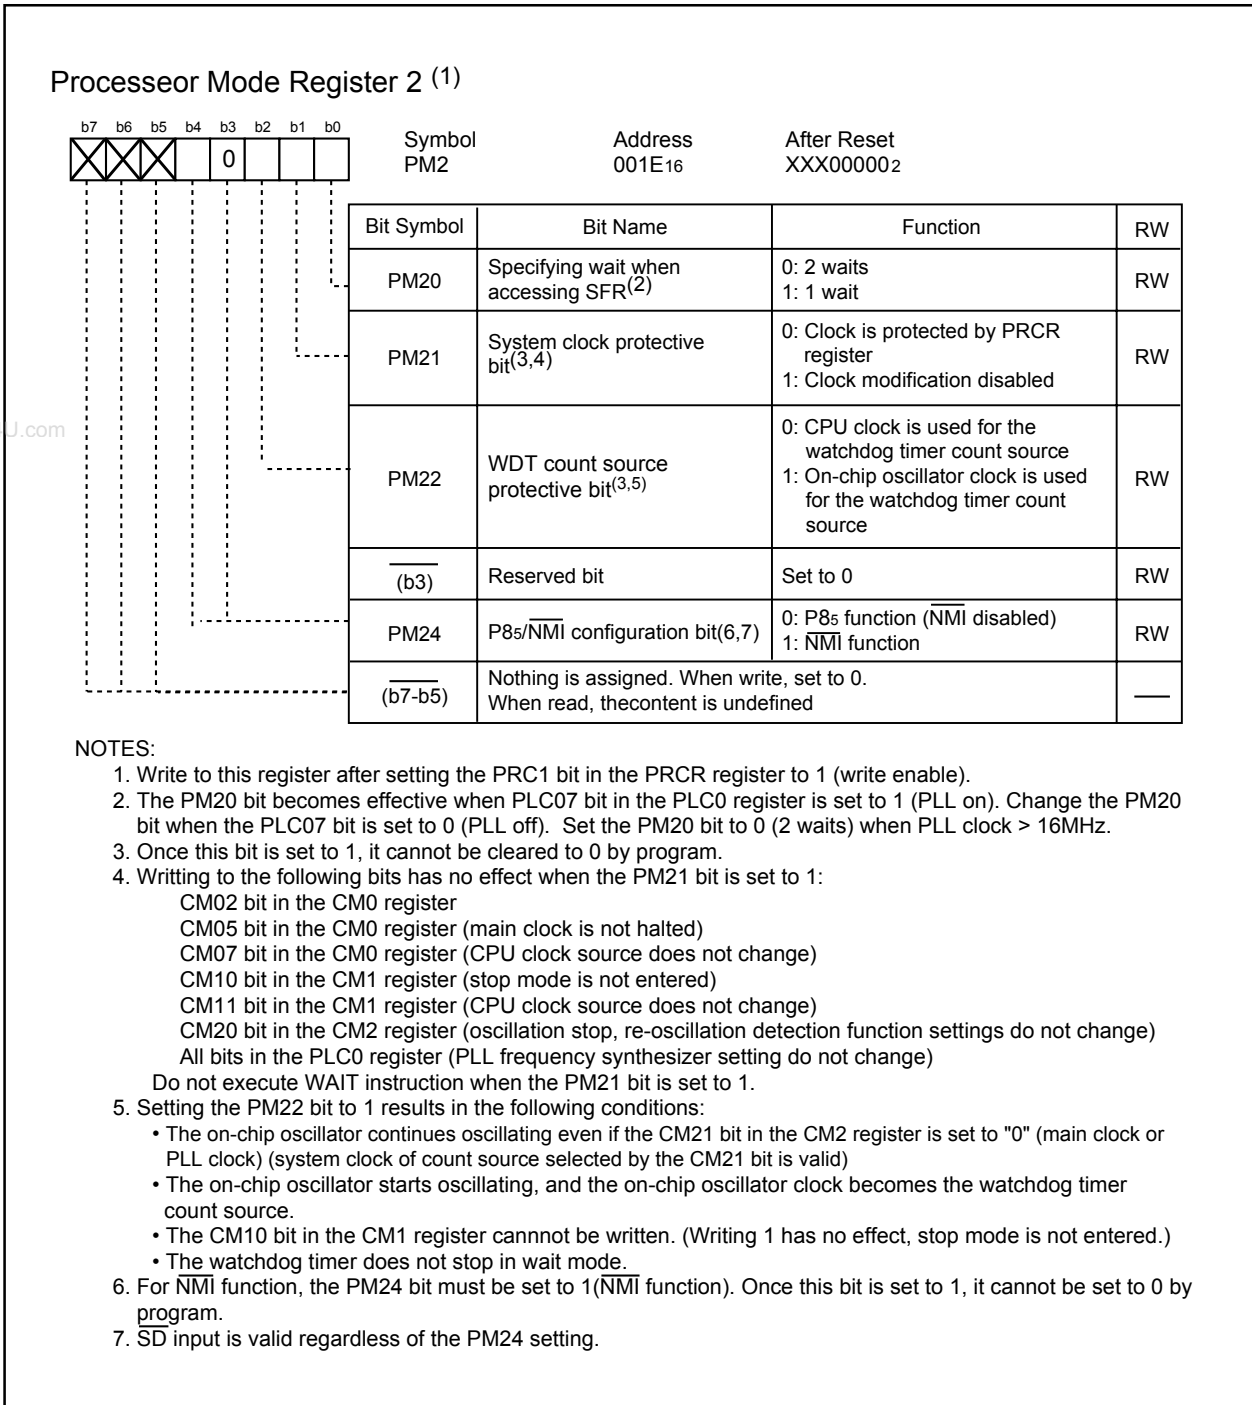 Processeor Mode Register 2 (1)
b7 b6 b5 b4 b3 b2 b1 b0
0
Symbol Address After Reset
PM2 001E16 XXX000002
Bit Symbol Bit Name Function RW
PM20 Specifying wait when accessing SFR(2) 0: 2 waits
1: 1 wait RW
PM21 System clock protective bit(3,4) 0: Clock is protected by PRCR
register
1: Clock modification disabled RW
U.com
PM22 WDT count source protective bit(3,5) 0: CPU clock is used for the
watchdog timer count source
1: On-chip oscillator clock is used
for the watchdog timer count
source RW
(b3) Reserved bit Set to 0 RW
PM24 P85/NMI configuration bit(6,7) 0: P85 function (NMI disabled)
1: NMI function RW
(b7-b5) Nothing is assigned. When write, set to 0.
When read, thecontent is undefined
NOTES:
1. Write to this register after setting the PRC1 bit in the PRCR register to 1 (write enable).
2. The PM20 bit becomes effective when PLC07 bit in the PLC0 register is set to 1 (PLL on). Change the PM20
bit when the PLC07 bit is set to 0 (PLL off). Set the PM20 bit to 0 (2 waits) when PLL clock > 16MHz.
3. Once this bit is set to 1, it cannot be cleared to 0 by program.
4. Writting to the following bits has no effect when the PM21 bit is set to 1:
CM02 bit in the CM0 register
CM05 bit in the CM0 register (main clock is not halted)
CM07 bit in the CM0 register (CPU clock source does not change)
CM10 bit in the CM1 register (stop mode is not entered)
CM11 bit in the CM1 register (CPU clock source does not change)
CM20 bit in the CM2 register (oscillation stop, re-oscillation detection function settings do not change)
All bits in the PLC0 register (PLL frequency synthesizer setting do not change)
Do not execute WAIT instruction when the PM21 bit is set to 1.
5. Setting the PM22 bit to 1 results in the following conditions:
• The on-chip oscillator continues oscillating even if the CM21 bit in the CM2 register is set to "0" (main clock or
PLL clock) (system clock of count source selected by the CM21 bit is valid)
• The on-chip oscillator starts oscillating, and the on-chip oscillator clock becomes the watchdog timer
count source.
• The CM10 bit in the CM1 register cannnot be written. (Writing 1 has no effect, stop mode is not entered.)
• The watchdog timer does not stop in wait mode.
6. For NMI function, the PM24 bit must be set to 1(NMI function). Once this bit is set to 1, it cannot be set to 0 by
program.
7. SD input is valid regardless of the PM24 setting.